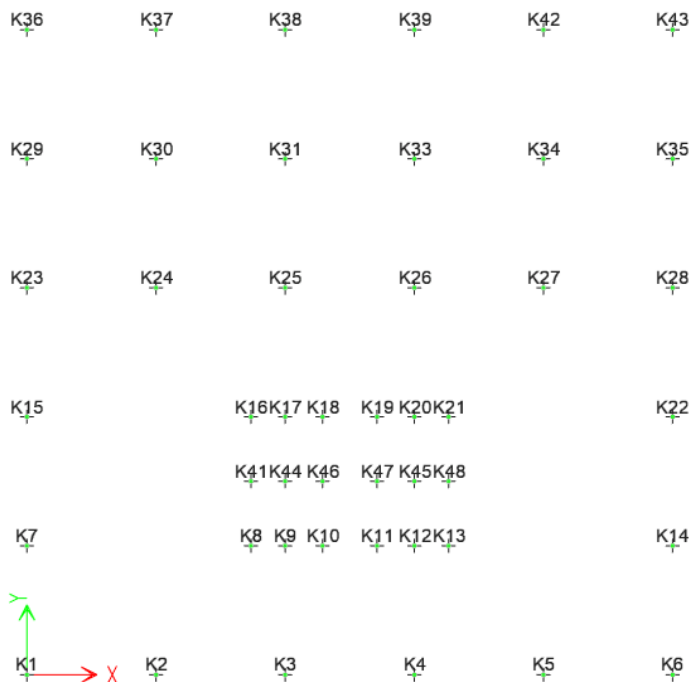 K36 K37 K38 K39 K42 K43
K29 K30 K31 K33 K34 K35
K23 K24 K25 K26 K27 K28
K15 K16 K17 K18 K19 K20 K21 K22
K41 K44 K46 K47 K45 K48
K7 K8 K9 K10 K11 K12 K13 K14
Y
K1 K2 K3 K4 K5 K6
X